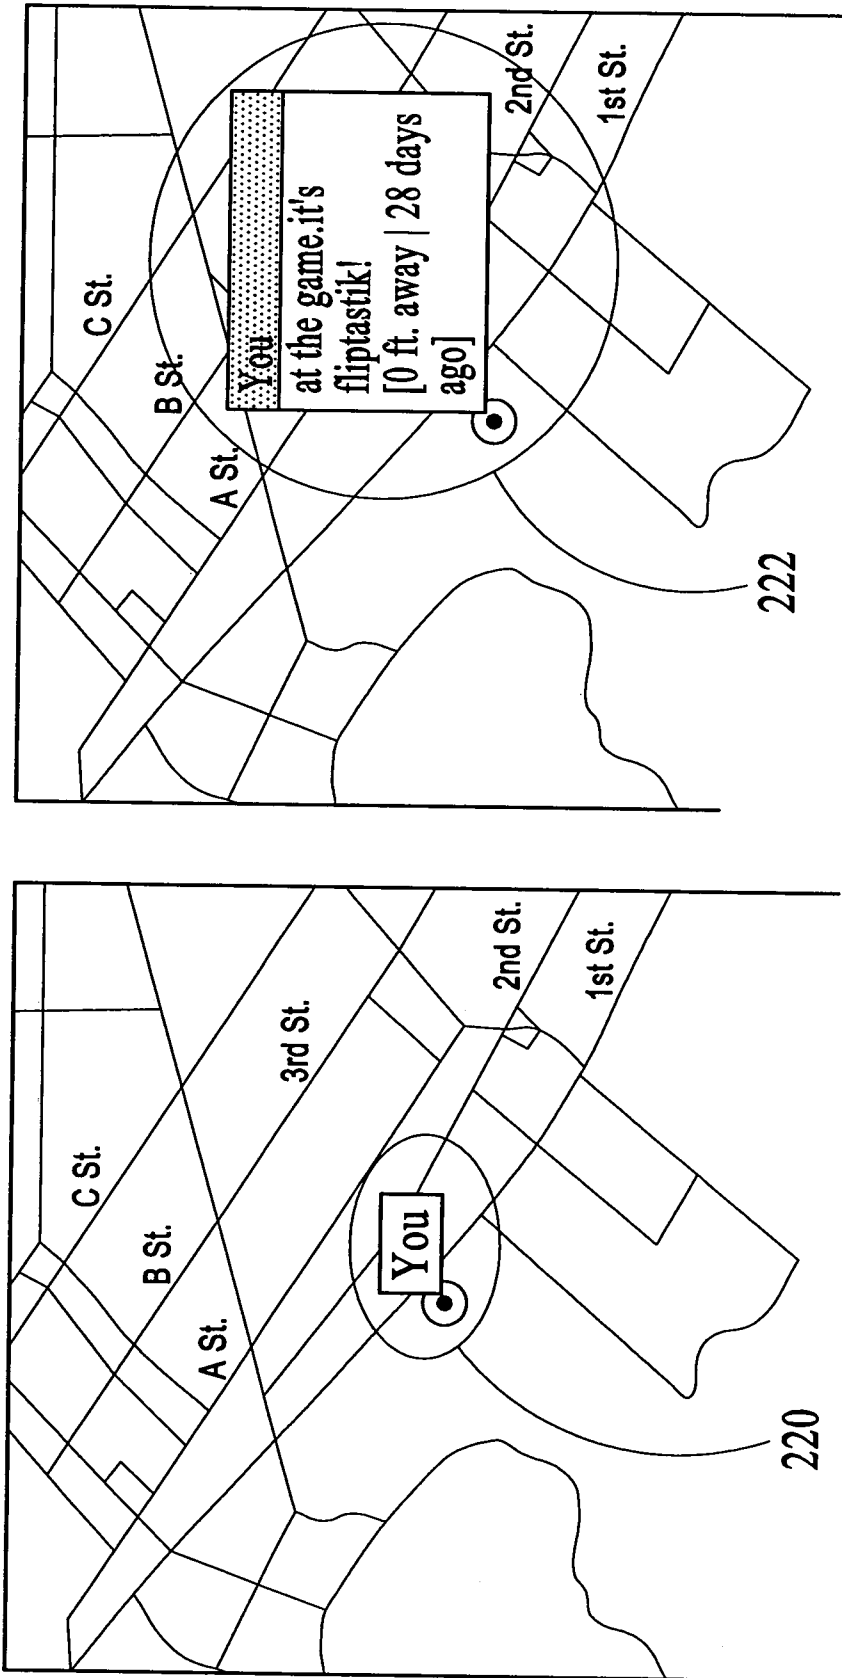 C St.
B St.
3rd St.
A St.
2nd St.
1st St.
You
220
C St.
B St.
A St.
2nd St.
1st St.
You
at the game.it's
fliptastik!
[0 ft. away | 28 days
ago]
222